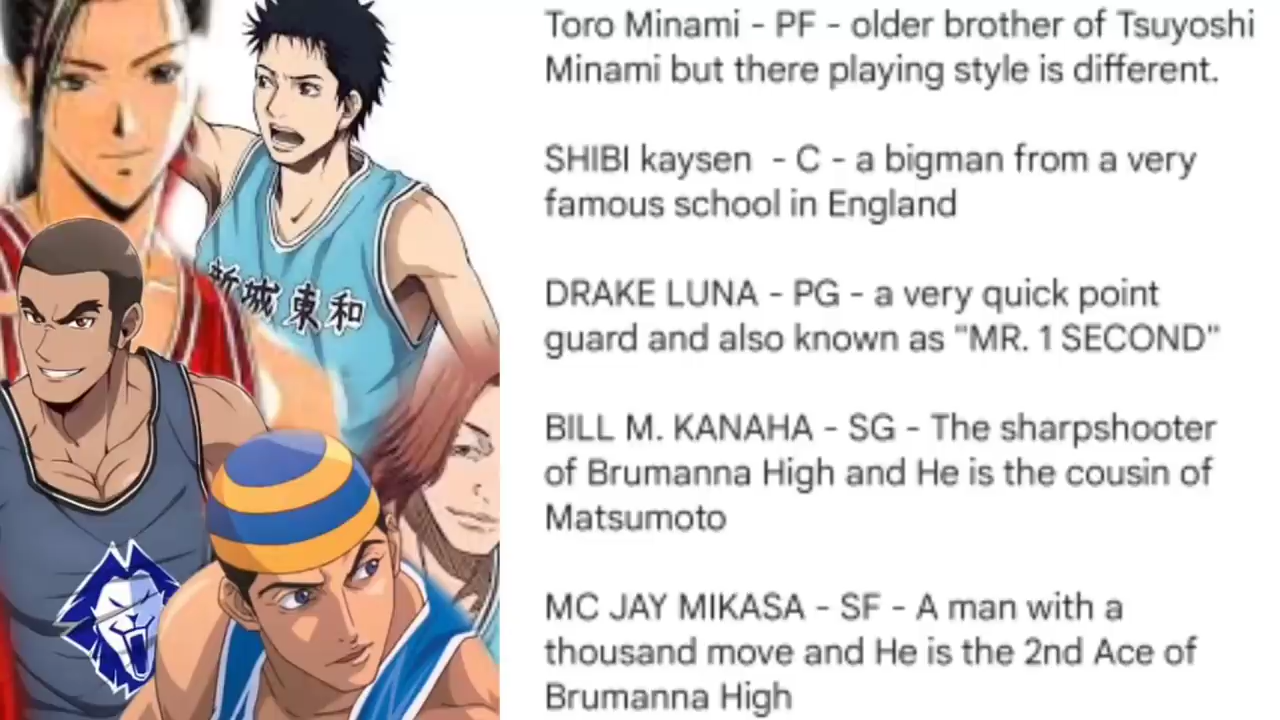 新城東和
Toro Minami - PF - older brother of Tsuyoshi
Minami but there playing style is different.
SHIBI kaysen - C - a bigman from a very
famous school in England
DRAKE LUNA - PG - a very quick point
guard and also known as "MR. 1 SECOND"
BILL M. KANAHA - SG - The sharpshooter
of Brumanna High and He is the cousin of
Matsumoto
MC JAY MIKASA - SF - A man with a
thousand move and He is the 2nd Ace of
Brumanna High